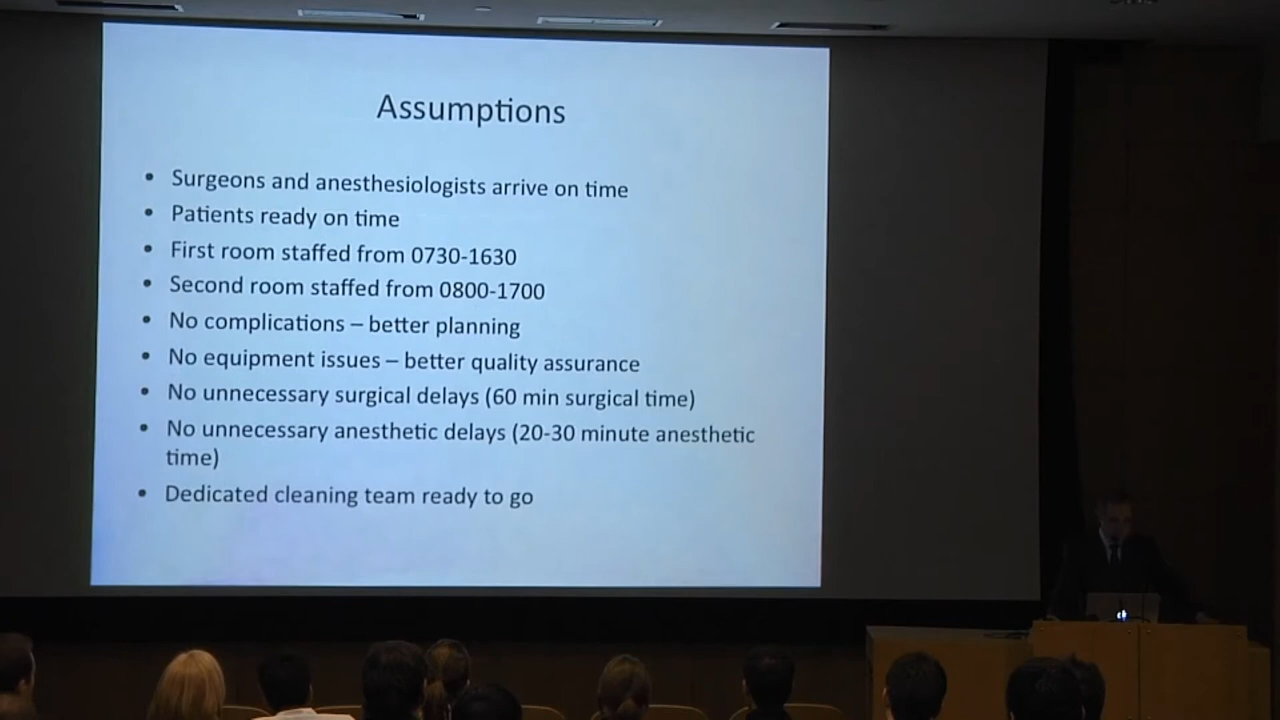 Assumptions
• Surgeons and anesthesiologists arrive on time
• Patients ready on time
• First room staffed from 0730-1630
• Second room staffed from 0800-1700
• No complications – better planning
• No equipment issues – better quality assurance
• No unnecessary surgical delays (60 min surgical time)
• No unnecessary anesthetic delays (20-30 minute anesthetic
time)
• Dedicated cleaning team ready to go